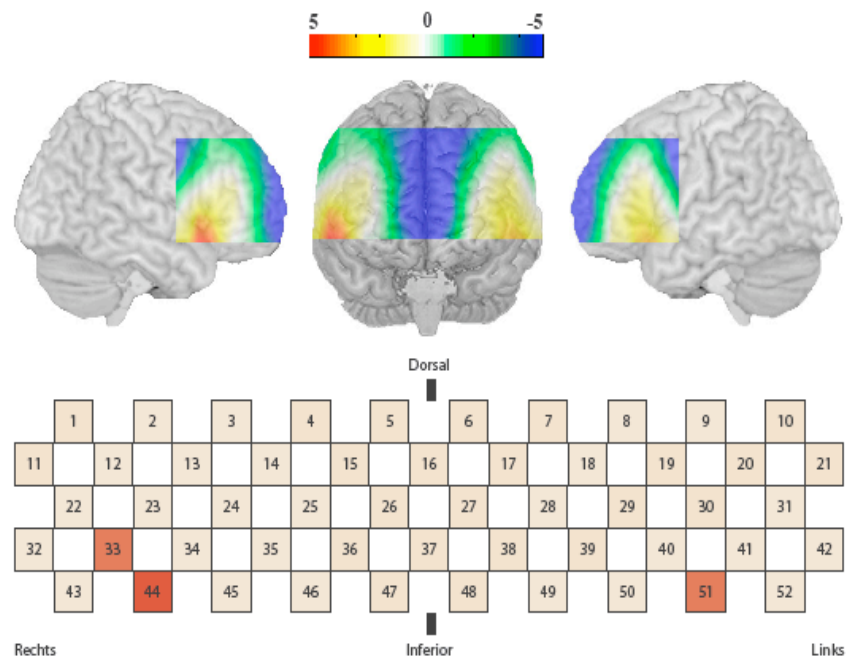 5 0 -5
Dorsal
1 2 3 4 5 6 7 8 9 10
11 12 13 14 15 16 17 18 19 20 21
22 23 24 25 26 27 28 29 30 31
32 33 34 35 36 37 38 39 40 41 42
43 44 45 46 47 48 49 50 51 52
Rechts Inferior Links